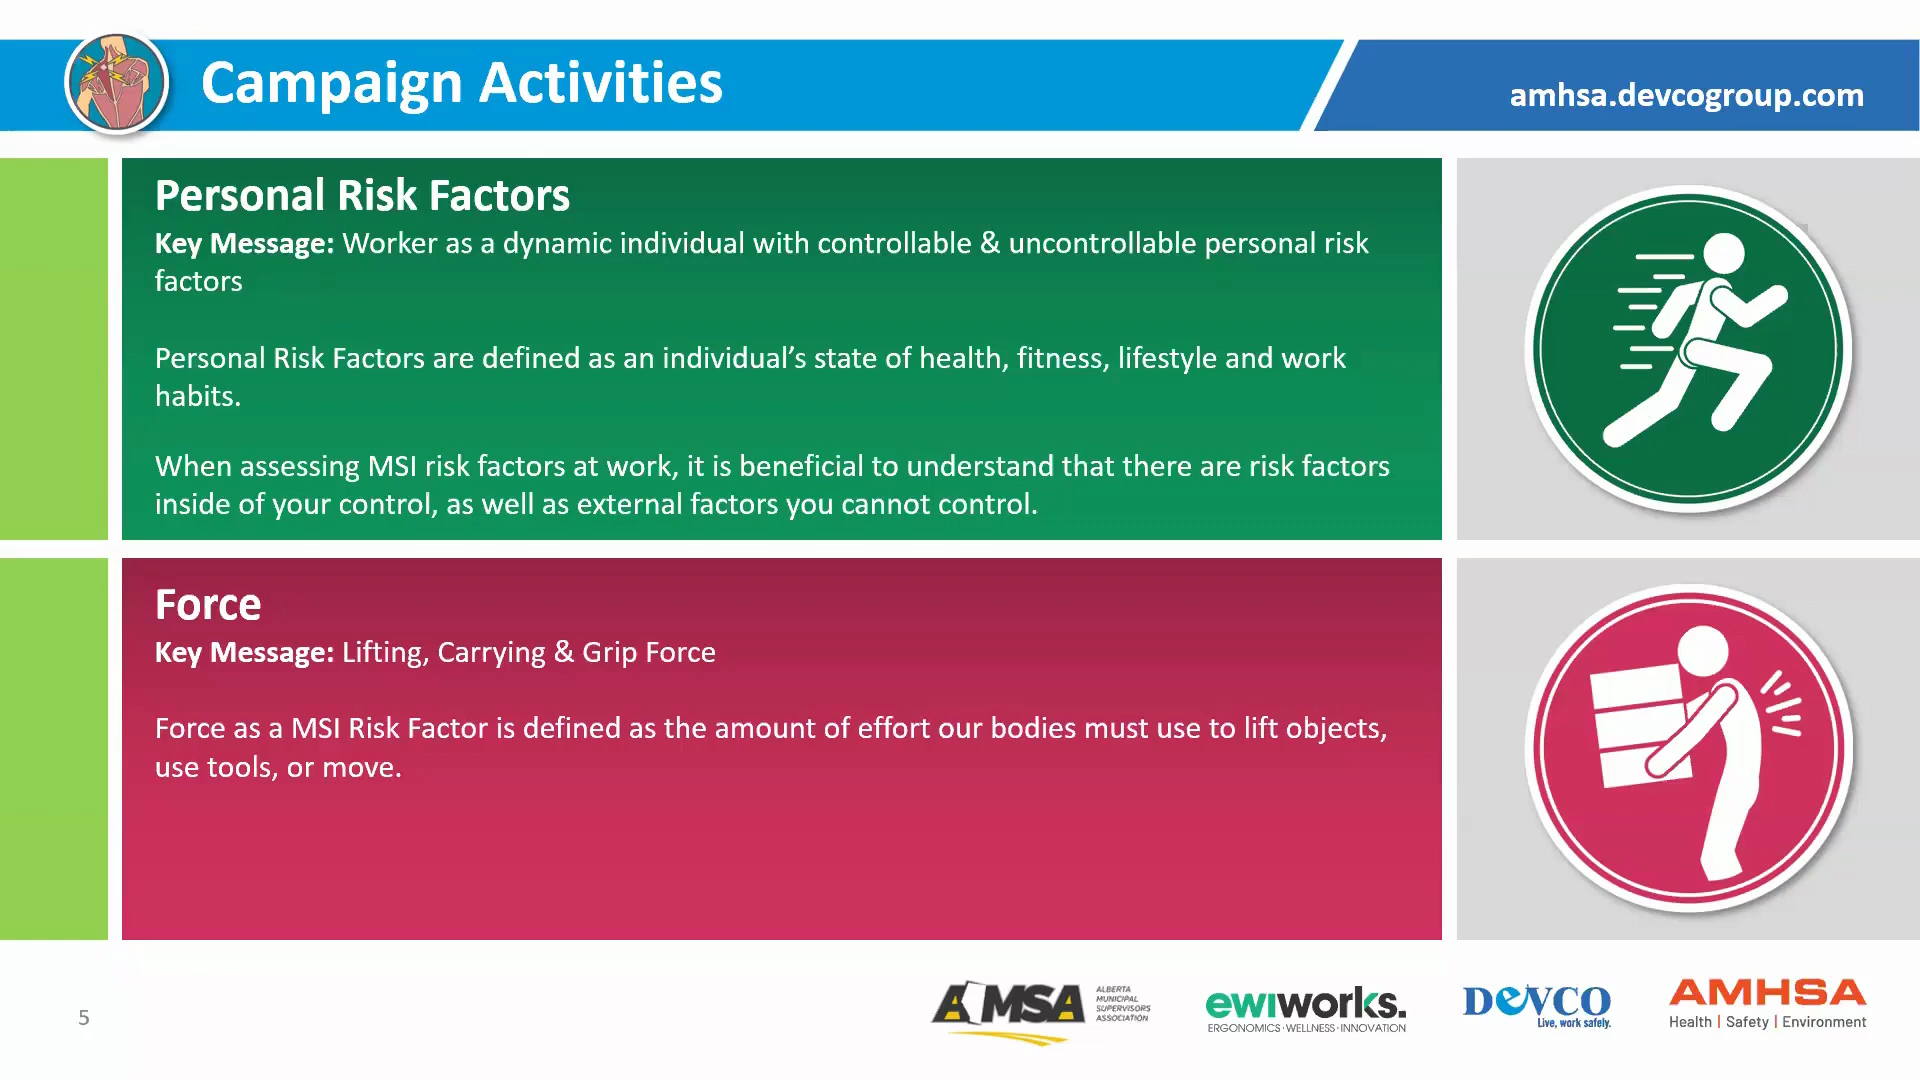 Campaign Activities
amhsa.devcogroup.com
Personal Risk Factors
Key Message: Worker as a dynamic individual with controllable & uncontrollable personal risk
factors
Personal Risk Factors are defined as an individual’s state of health, fitness, lifestyle and work
habits.
When assessing MSI risk factors at work, it is beneficial to understand that there are risk factors
inside of your control, as well as external factors you cannot control.
Force
Key Message: Lifting, Carrying & Grip Force
Force as a MSI Risk Factor is defined as the amount of effort our bodies must use to lift objects,
use tools, or move.
5
AMSA
ALBERTA
MUNICIPAL
SUPERVISORS
ASSOCIATION
ewiworks.
ERGONOMICS·WELLNESS·INNOVATION
DeVCO
Live, work safely.
AMHSA
Health | Safety | Environment